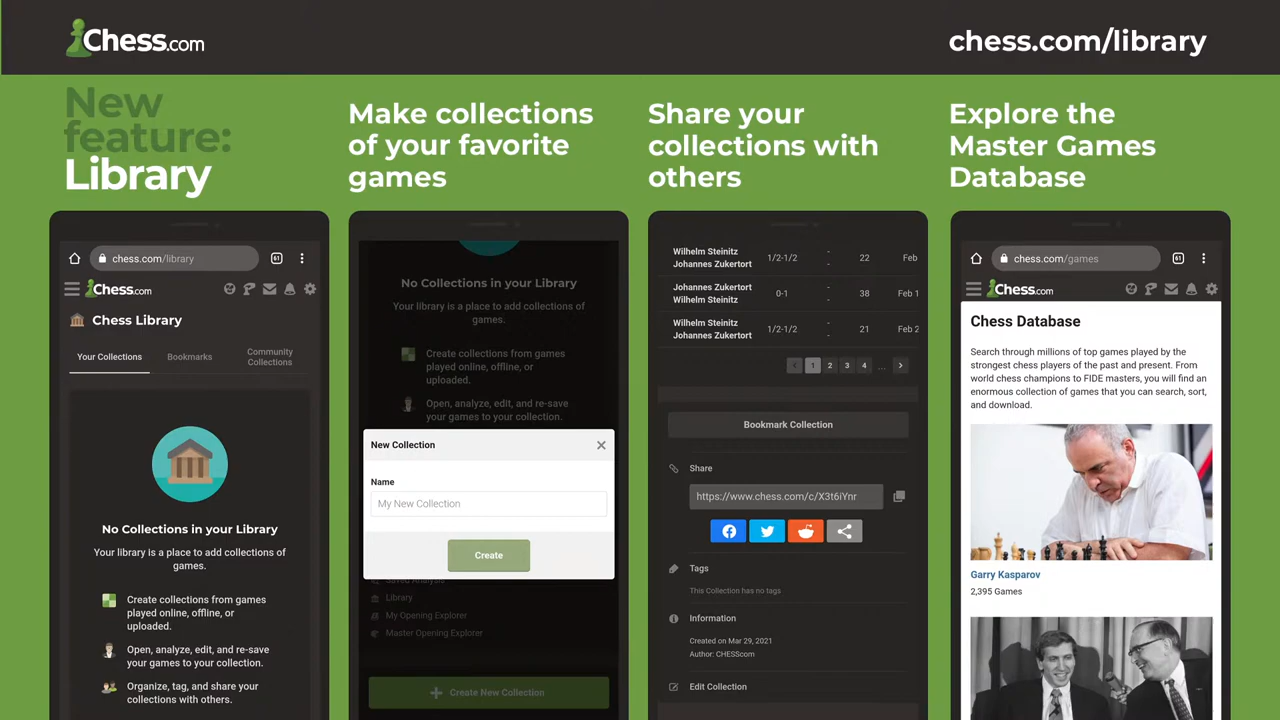 Chess.com
chess.com/library
New
feature:
Library
Make collections
of your favorite
games
Share your
collections with
others
Explore the
Master Games
Database
chess.com/library
61
Chess.com
Chess Library
Your Collections
Bookmarks
Community
Collections
No Collections in your Library
Your library is a place to add collections of
games.
Create collections from games
played online, offline, or
uploaded.
Open, analyze, edit, and re-save
your games to your collection.
Organize, tag, and share your
collections with others.
No Collections in your Library
Your library is a place to add collections of
games.
Create collections from games
played online, offline, or
uploaded.
Open, analyze, edit, and re-save
your games to your collection.
New Collection
Name
My New Collection
Create
Saved Analysis
Library
My Opening Explorer
Master Opening Explorer
Create New Collection
Wilhelm Steinitz
Johannes Zukertort
1/2-1/2
-
-
22
Feb
Johannes Zukertort
Wilhelm Steinitz
0-1
-
-
38
Feb 1
Wilhelm Steinitz
Johannes Zukertort
1/2-1/2
-
-
21
Feb 2
1 2 3 4 ...
Bookmark Collection
Share
https://www.chess.com/c/X3t6iYnr
Tags
This Collection has no tags
Information
Created on Mar 29, 2021
Author: CHESScom
Edit Collection
chess.com/games
61
Chess.com
Chess Database
Search through millions of top games played by the
strongest chess players of the past and present. From
world chess champions to FIDE masters, you will find an
enormous collection of games that you can search, sort,
and download.
Garry Kasparov
2,395 Games